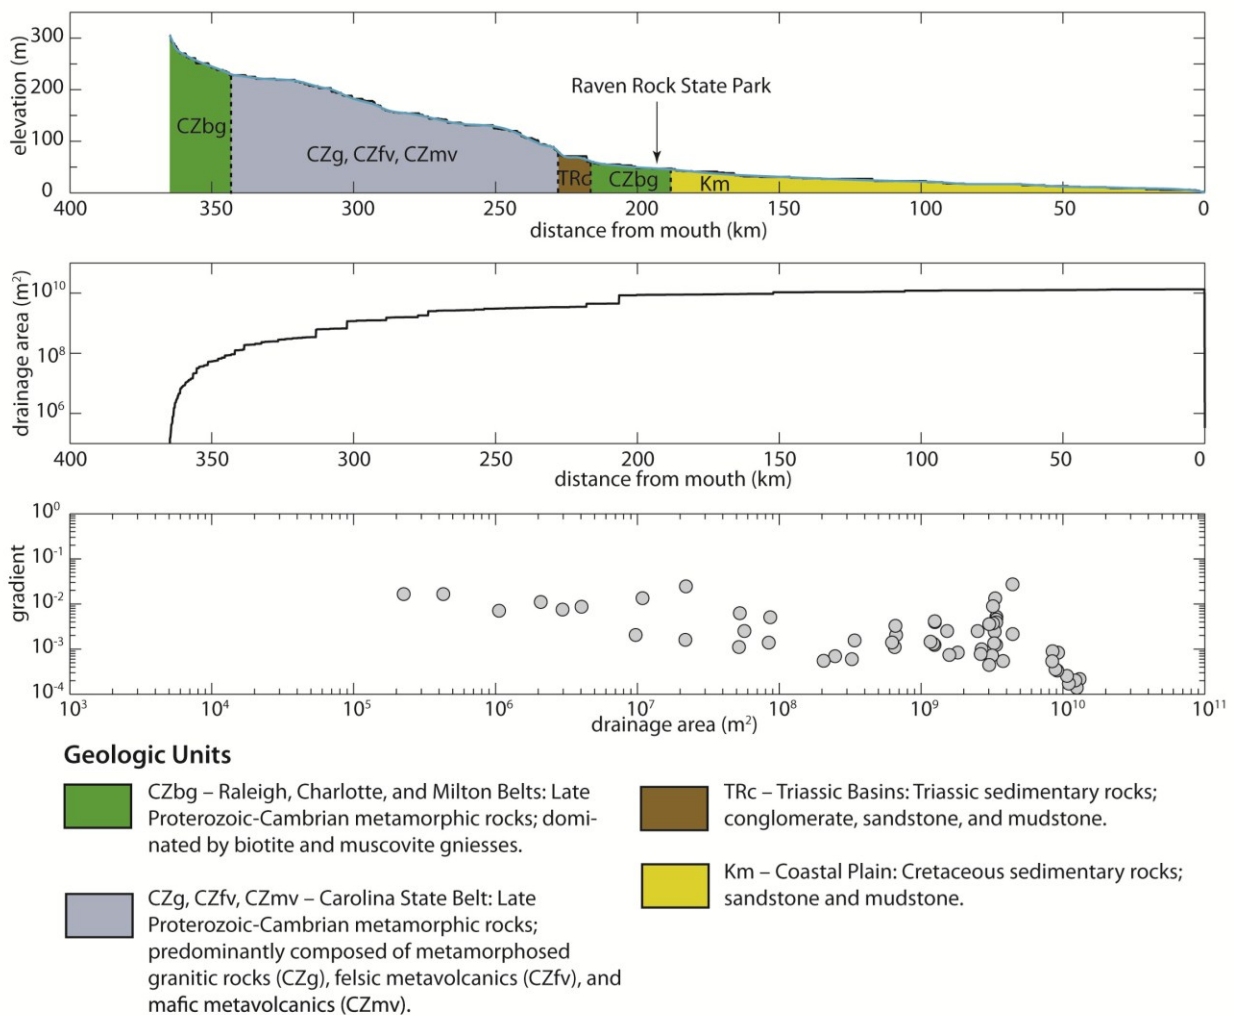 elevation (m)
300
200
100
0
Raven Rock State Park
CZbg
CZg, CZfv, CZmv
TRc
CZbg
Km
400 350 300 250 200 150 100 50 0
distance from mouth (km)
drainage area (m²)
10¹⁰
10⁸
10⁶
400 350 300 250 200 150 100 50 0
distance from mouth (km)
gradient
10⁰
10⁻¹
10⁻²
10⁻³
10⁻⁴
10³ 10⁴ 10⁵ 10⁶ 10⁷ 10⁸ 10⁹ 10¹⁰ 10¹¹
drainage area (m²)
Geologic Units
CZbg – Raleigh, Charlotte, and Milton Belts: Late
Proterozoic-Cambrian metamorphic rocks; domi-
nated by biotite and muscovite gniesses.
CZg, CZfv, CZmv – Carolina State Belt: Late
Proterozoic-Cambrian metamorphic rocks;
predominantly composed of metamorphosed
granitic rocks (CZg), felsic metavolcanics (CZfv), and
mafic metavolcanics (CZmv).
TRc – Triassic Basins: Triassic sedimentary rocks;
conglomerate, sandstone, and mudstone.
Km – Coastal Plain: Cretaceous sedimentary rocks;
sandstone and mudstone.